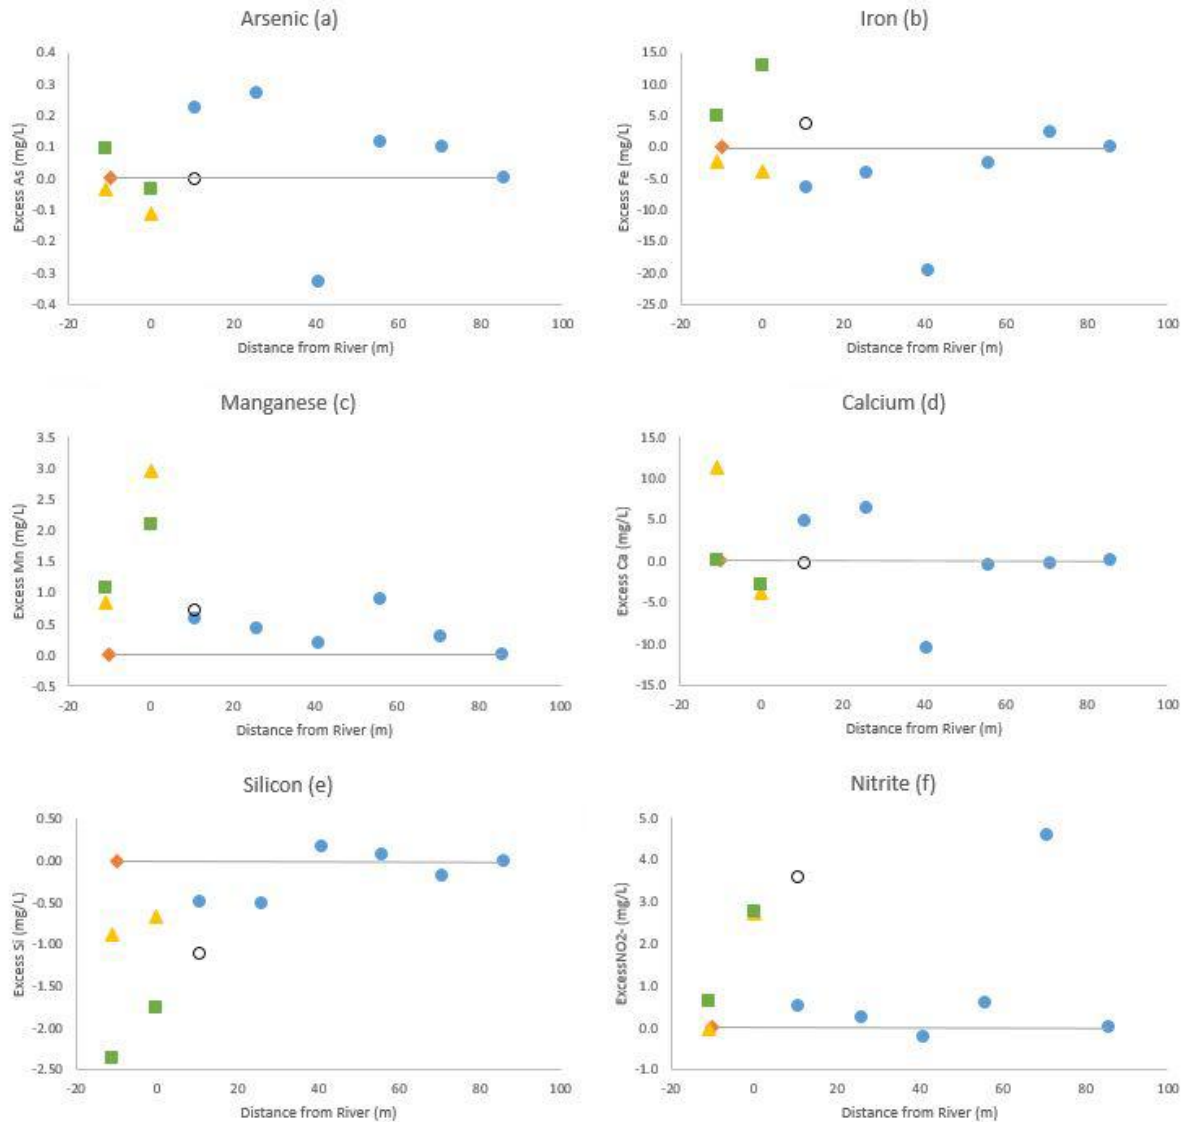 Arsenic (a)
0.4
0.3
0.2
0.1
0.0
-0.1
-0.2
-0.3
-0.4
Excess As (mg/L)
-20 0 20 40 60 80 100
Distance from River (m)
Iron (b)
15.0
10.0
5.0
0.0
-5.0
-10.0
-15.0
-20.0
-25.0
Excess Fe (mg/L)
-20 0 20 40 60 80 100
Distance from River (m)
Manganese (c)
3.5
3.0
2.5
2.0
1.5
1.0
0.5
0.0
-0.5
Excess Mn (mg/L)
-20 0 20 40 60 80 100
Distance from River (m)
Calcium (d)
15.0
10.0
5.0
0.0
-5.0
-10.0
-15.0
Excess Ca (mg/L)
-20 0 20 40 60 80 100
Distance from River (m)
Silicon (e)
0.50
0.00
-0.50
-1.00
-1.50
-2.00
-2.50
Excess Si (mg/L)
-20 0 20 40 60 80 100
Distance from River (m)
Nitrite (f)
5.0
4.0
3.0
2.0
1.0
0.0
-1.0
ExcessNO2- (mg/L)
-20 0 20 40 60 80 100
Distance from River (m)